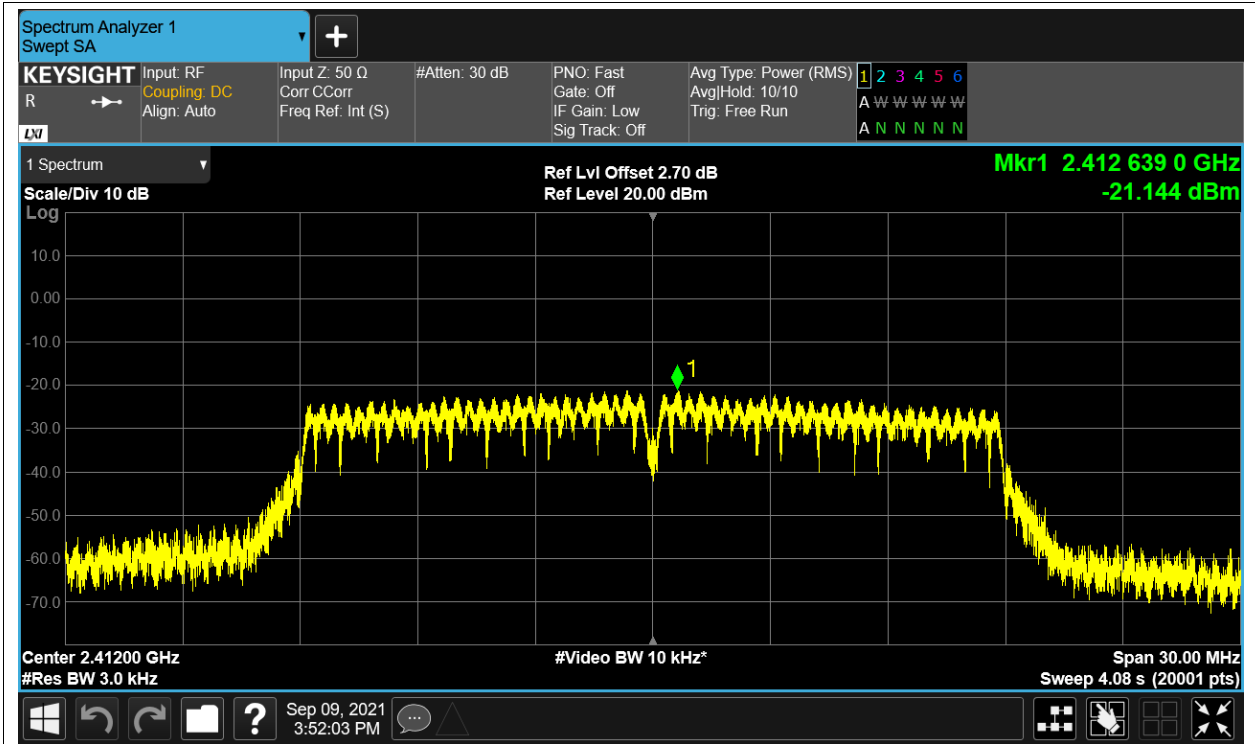 Spectrum Analyzer 1
Swept SA
+
KEYSIGHT
R
LXI
Input: RF
Coupling: DC
Align: Auto
Input Z: 50 Ω
Corr CCorr
Freq Ref: Int (S)
#Atten: 30 dB
PNO: Fast
Gate: Off
IF Gain: Low
Sig Track: Off
Avg Type: Power (RMS)
Avg|Hold: 10/10
Trig: Free Run
1 2 3 4 5 6
A W W W W W
A N N N N N
1 Spectrum
Scale/Div 10 dB
Log
Ref Lvl Offset 2.70 dB
Ref Level 20.00 dBm
Mkr1 2.412 639 0 GHz
-21.144 dBm
10.0
0.00
-10.0
-20.0
-30.0
-40.0
-50.0
-60.0
-70.0
1
Center 2.41200 GHz
#Res BW 3.0 kHz
#Video BW 10 kHz*
Span 30.00 MHz
Sweep 4.08 s (20001 pts)
?
Sep 09, 2021
3:52:03 PM